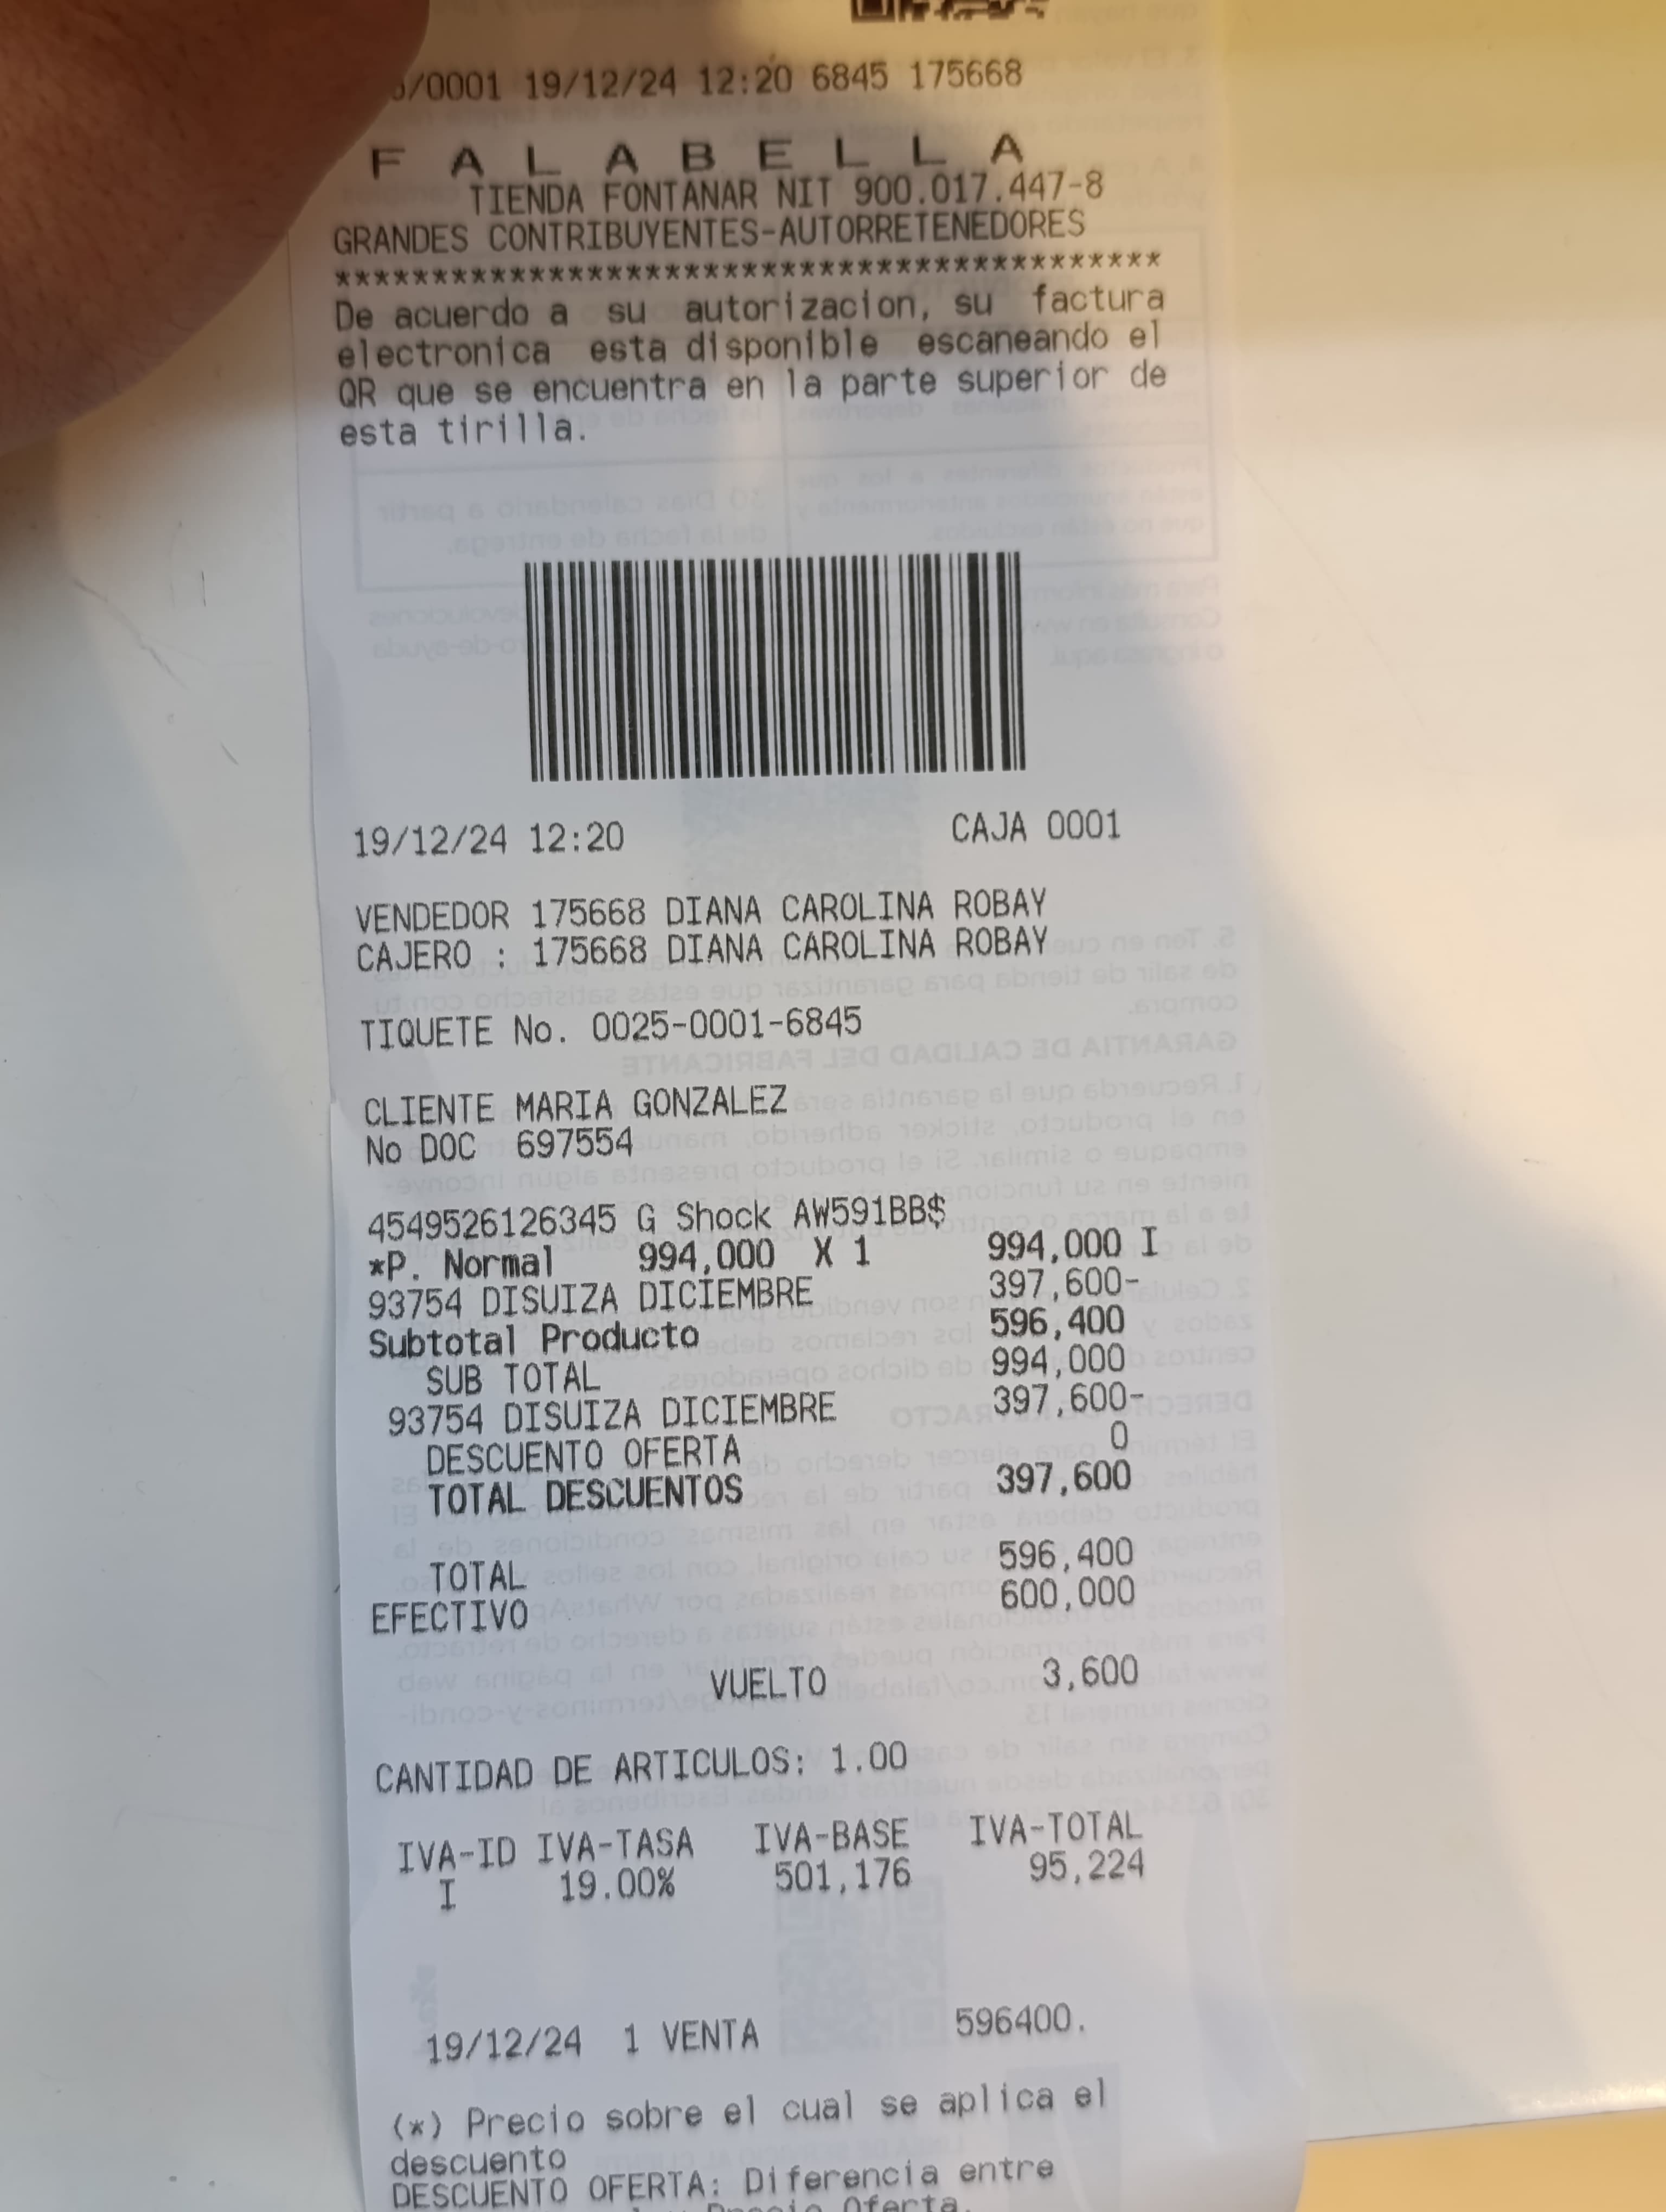 /0001 19/12/24 12:20 6845 175668
F A L A B E L L A
TIENDA FONTANAR NIT 900.017.447-8
GRANDES CONTRIBUYENTES-AUTORRETENEDORES
******************************************
De acuerdo a su autorizacion, su factura
electronica esta disponible escaneando el
QR que se encuentra en la parte superior de
esta tirilla.
19/12/24 12:20 CAJA 0001
VENDEDOR 175668 DIANA CAROLINA ROBAY
CAJERO : 175668 DIANA CAROLINA ROBAY
TIQUETE No. 0025-0001-6845
CLIENTE MARIA GONZALEZ
No DOC 697554
4549526126345 G Shock AW591BB$
*P. Normal 994,000 X 1 994,000 I
93754 DISUIZA DICIEMBRE 397,600-
Subtotal Producto 596,400
SUB TOTAL 994,000
93754 DISUIZA DICIEMBRE 397,600-
DESCUENTO OFERTA 0
TOTAL DESCUENTOS 397,600
TOTAL 596,400
EFECTIVO 600,000
VUELTO 3,600
CANTIDAD DE ARTICULOS: 1.00
IVA-ID IVA-TASA IVA-BASE IVA-TOTAL
I 19.00% 501,176 95,224
19/12/24 1 VENTA 596400.
(*) Precio sobre el cual se aplica el
descuento
DESCUENTO OFERTA: Diferencia entre
Precio Oferta.